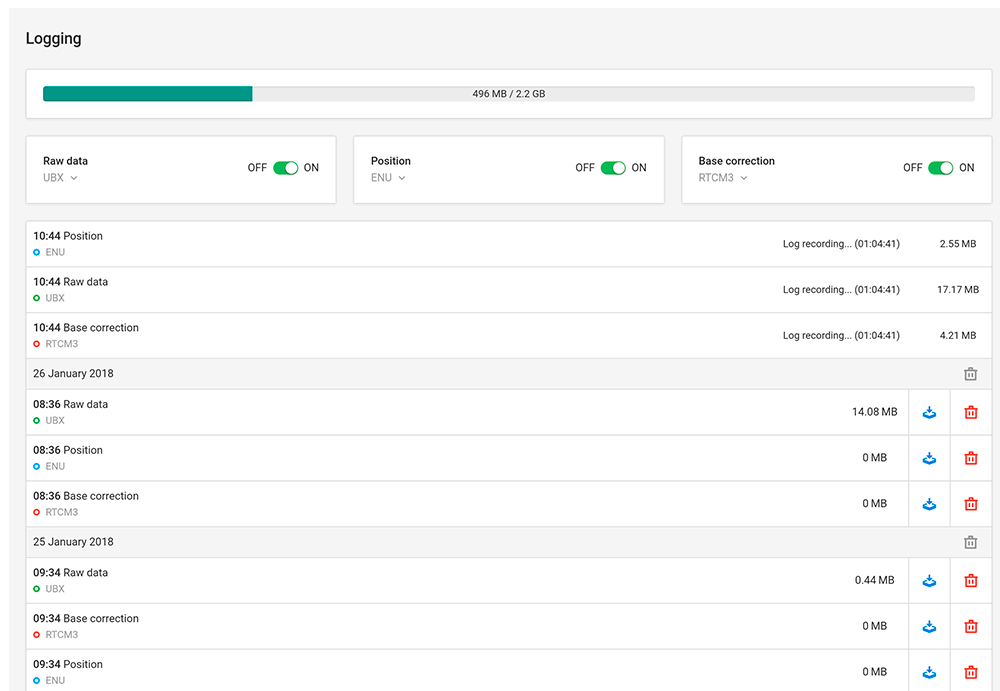 Logging
496 MB / 2.2 GB
Raw data
UBX
OFF ON
Position
ENU
OFF ON
Base correction
RTCM3
OFF ON
10:44 Position
ENU
Log recording... (01:04:41) 2.55 MB
10:44 Raw data
UBX
Log recording... (01:04:41) 17.17 MB
10:44 Base correction
RTCM3
Log recording... (01:04:41) 4.21 MB
26 January 2018
08:36 Raw data
UBX
14.08 MB
08:36 Position
ENU
0 MB
08:36 Base correction
RTCM3
0 MB
25 January 2018
09:34 Raw data
UBX
0.44 MB
09:34 Base correction
RTCM3
0 MB
09:34 Position
ENU
0 MB